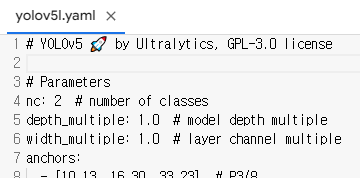 yolov5l.yaml ×
1 # YOLOv5 🚀 by Ultralytics, GPL-3.0 license
2
3 # Parameters
4 nc: 2  # number of classes
5 depth_multiple: 1.0  # model depth multiple
6 width_multiple: 1.0  # layer channel multiple
7 anchors:
8   - [10,13, 16,30, 33,23]  # P3/8